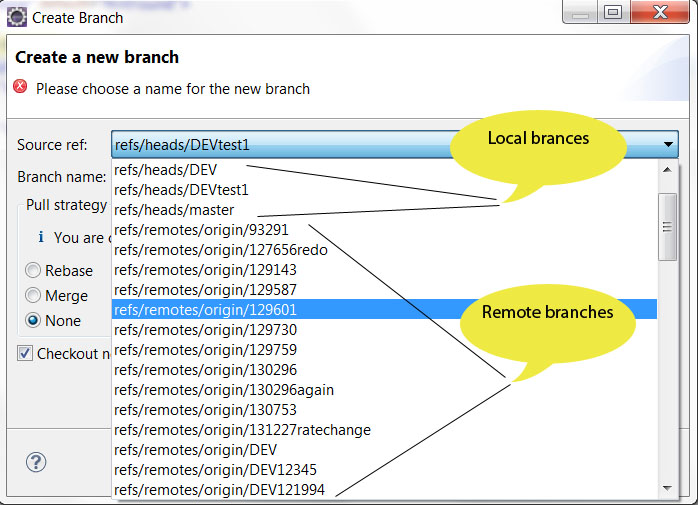 Create Branch
Create a new branch
Please choose a name for the new branch
Source ref:
refs/heads/DEVtest1
Local brances
Branch name:
refs/heads/DEV
refs/heads/DEVtest1
Pull strategy
refs/heads/master
You are
refs/remotes/origin/93291
refs/remotes/origin/127656redo
Rebase
refs/remotes/origin/129143
Merge
refs/remotes/origin/129587
None
refs/remotes/origin/129601
Remote branches
refs/remotes/origin/129730
Checkout
refs/remotes/origin/129759
refs/remotes/origin/130296
refs/remotes/origin/130296again
refs/remotes/origin/130753
refs/remotes/origin/131227ratechange
refs/remotes/origin/DEV
refs/remotes/origin/DEV12345
refs/remotes/origin/DEV121994